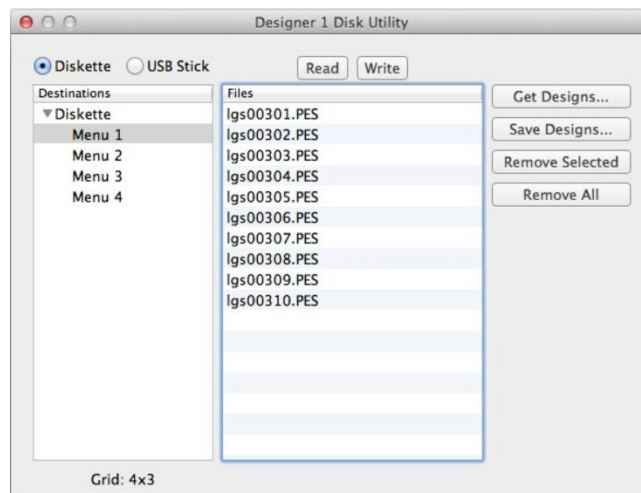 Designer 1 Disk Utility
Diskette USB Stick
Read Write
Destinations
Diskette
Menu 1
Menu 2
Menu 3
Menu 4
Files
lgs00301.PES
lgs00302.PES
lgs00303.PES
lgs00304.PES
lgs00305.PES
lgs00306.PES
lgs00307.PES
lgs00308.PES
lgs00309.PES
lgs00310.PES
Get Designs...
Save Designs...
Remove Selected
Remove All
Grid: 4x3